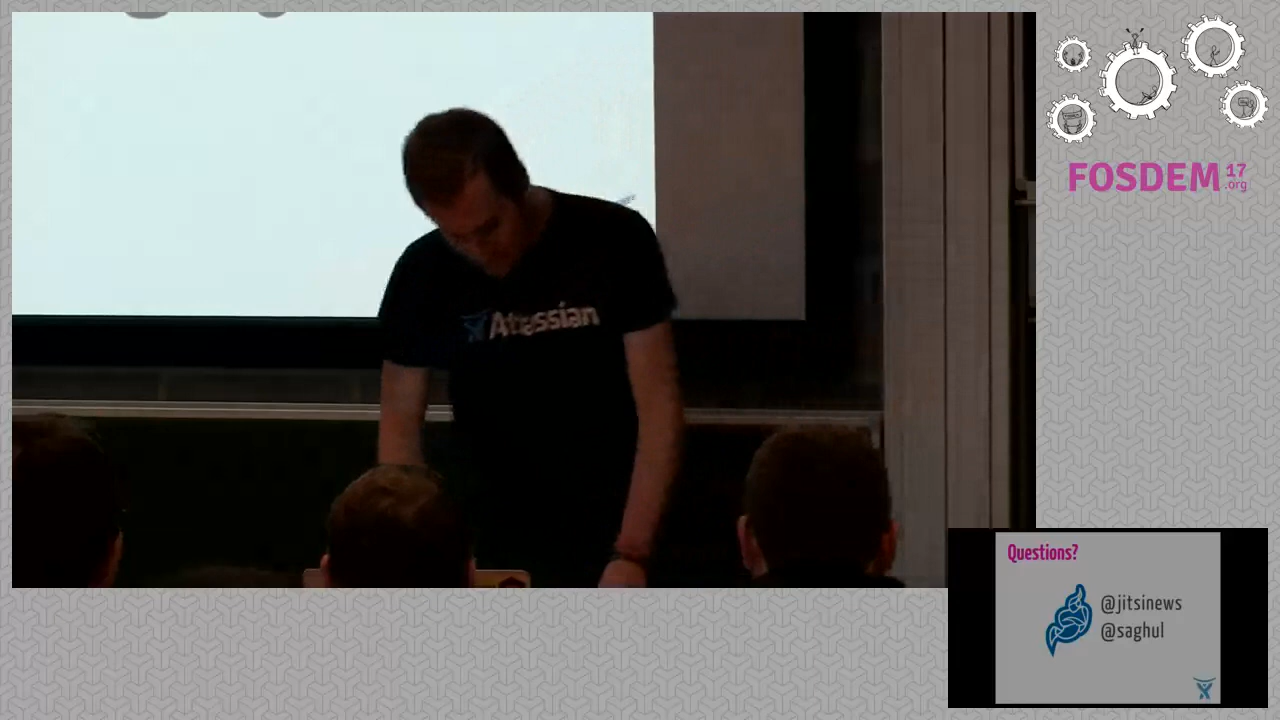 FOSDEM 17
.org
Atlassian
Questions?
@jitsinews
@saghul